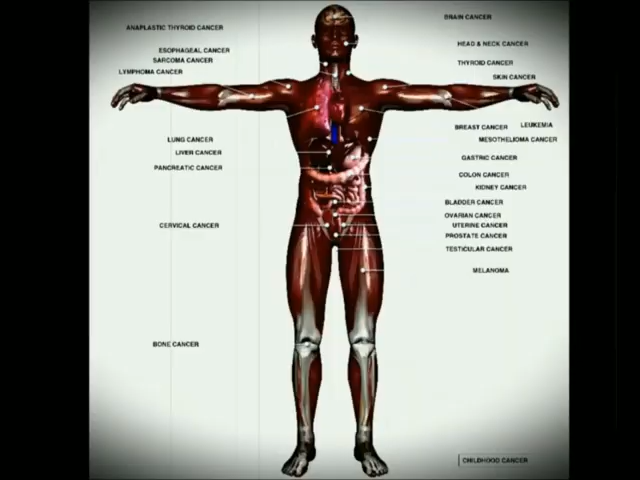 ANAPLASTIC THYROID CANCER
ESOPHAGEAL CANCER
SARCOMA CANCER
LYMPHOMA CANCER
LUNG CANCER
LIVER CANCER
PANCREATIC CANCER
CERVICAL CANCER
BONE CANCER
BRAIN CANCER
HEAD & NECK CANCER
THYROID CANCER
SKIN CANCER
LEUKEMIA
BREAST CANCER
MESOTHELIOMA CANCER
GASTRIC CANCER
COLON CANCER
KIDNEY CANCER
BLADDER CANCER
OVARIAN CANCER
UTERINE CANCER
PROSTATE CANCER
TESTICULAR CANCER
MELANOMA
CHILDHOOD CANCER